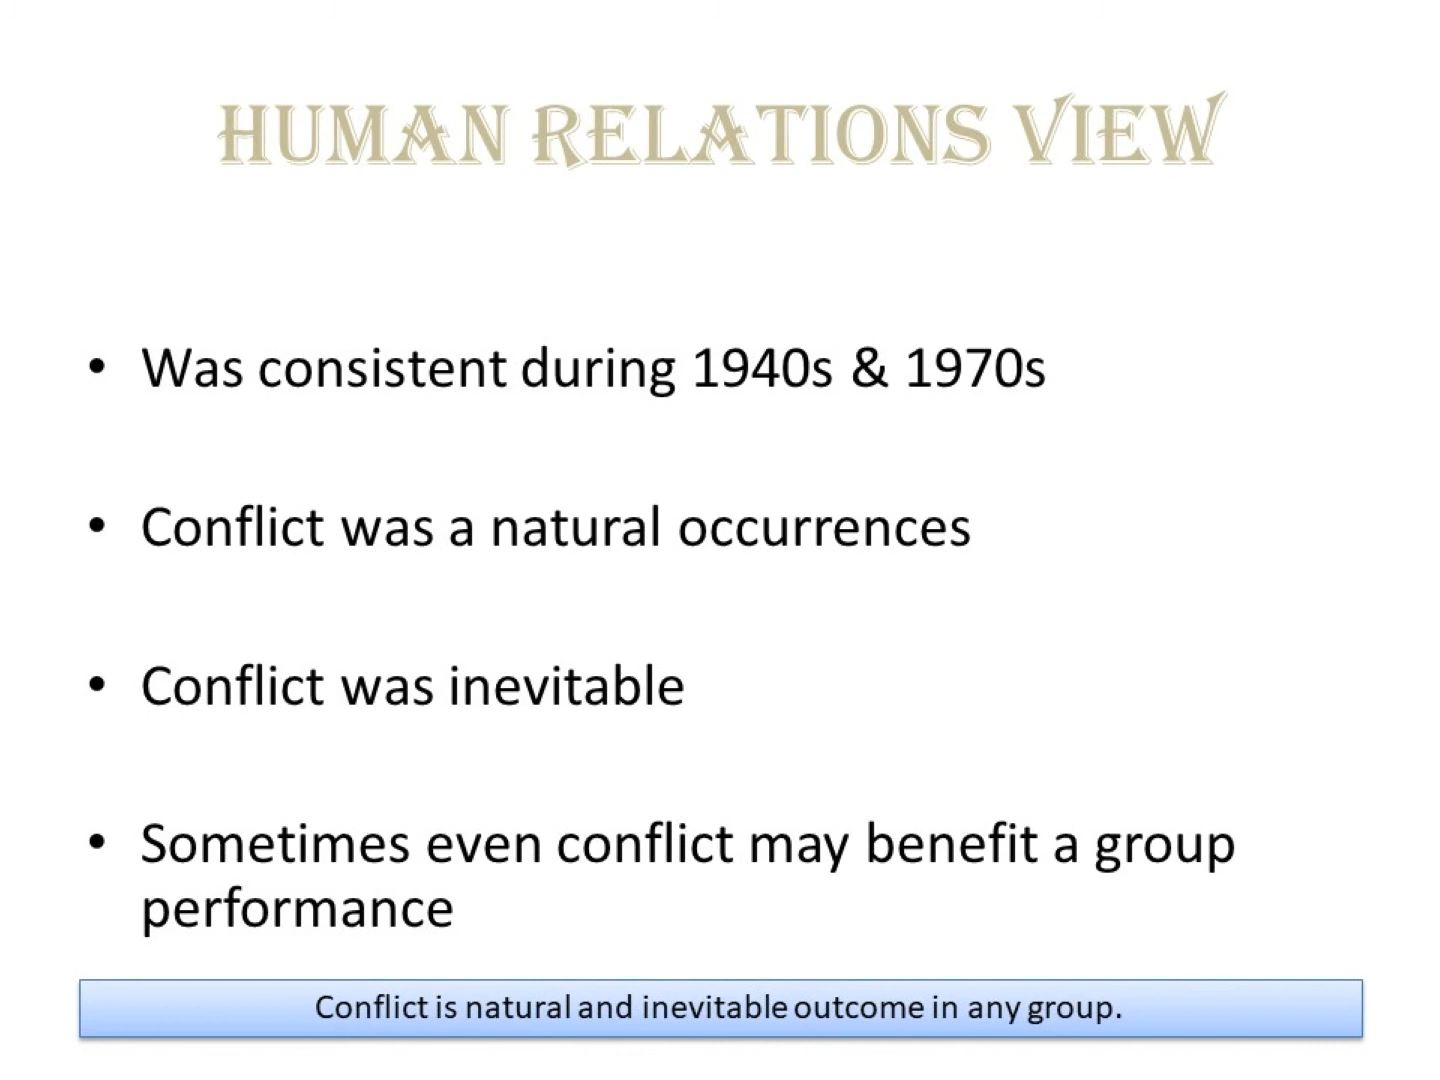 HUMAN RELATIONS VIEW
• Was consistent during 1940s & 1970s
• Conflict was a natural occurrences
• Conflict was inevitable
• Sometimes even conflict may benefit a group
performance
Conflict is natural and inevitable outcome in any group.